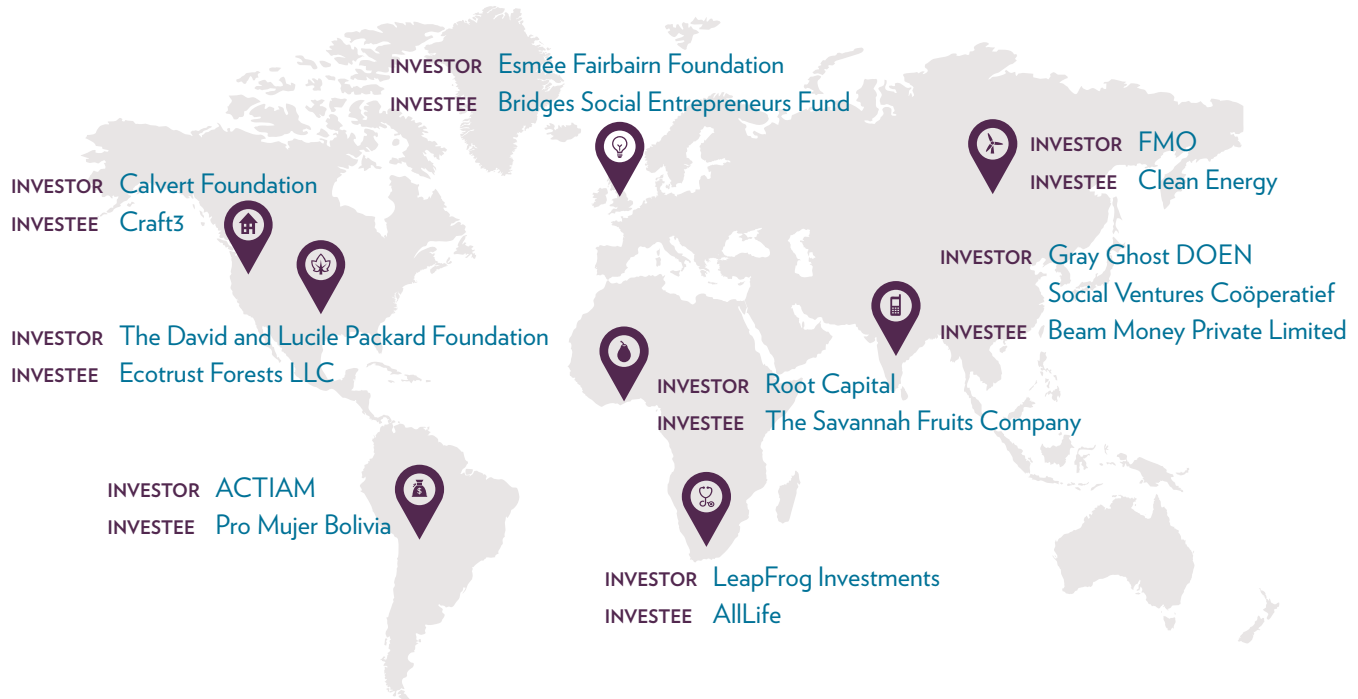 INVESTOR Esmée Fairbairn Foundation
INVESTEE Bridges Social Entrepreneurs Fund
INVESTOR FMO
INVESTEE Clean Energy
INVESTOR Calvert Foundation
INVESTEE Craft3
INVESTOR Gray Ghost DOEN
Social Ventures Coöperatief
INVESTEE Beam Money Private Limited
INVESTOR The David and Lucile Packard Foundation
INVESTEE Ecotrust Forests LLC
INVESTOR Root Capital
INVESTEE The Savannah Fruits Company
INVESTOR ACTIAM
INVESTEE Pro Mujer Bolivia
INVESTOR LeapFrog Investments
INVESTEE AllLife